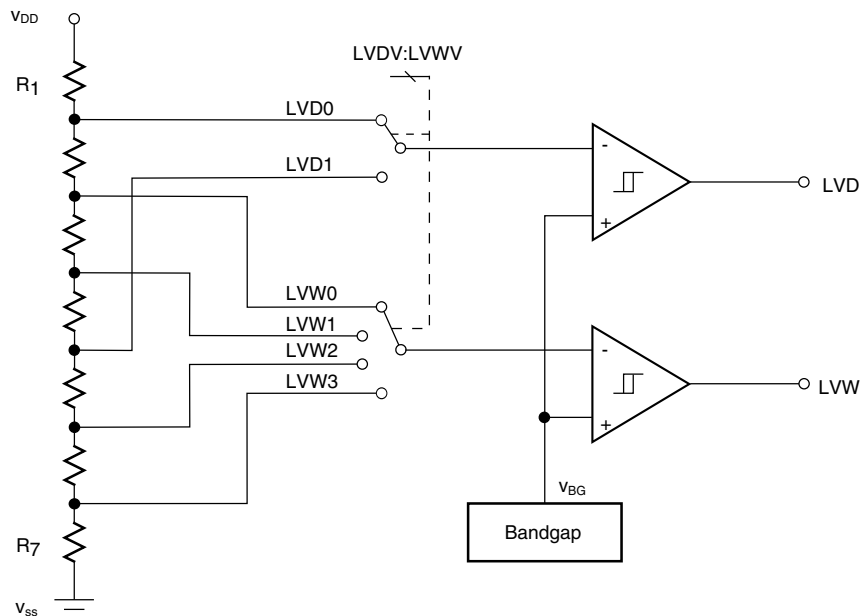 VDD
R1
LVDV:LVWV
LVD0
LVD1
-
+
LVD
LVW0
LVW1
LVW2
LVW3
-
+
LVW
VBG
Bandgap
R7
Vss